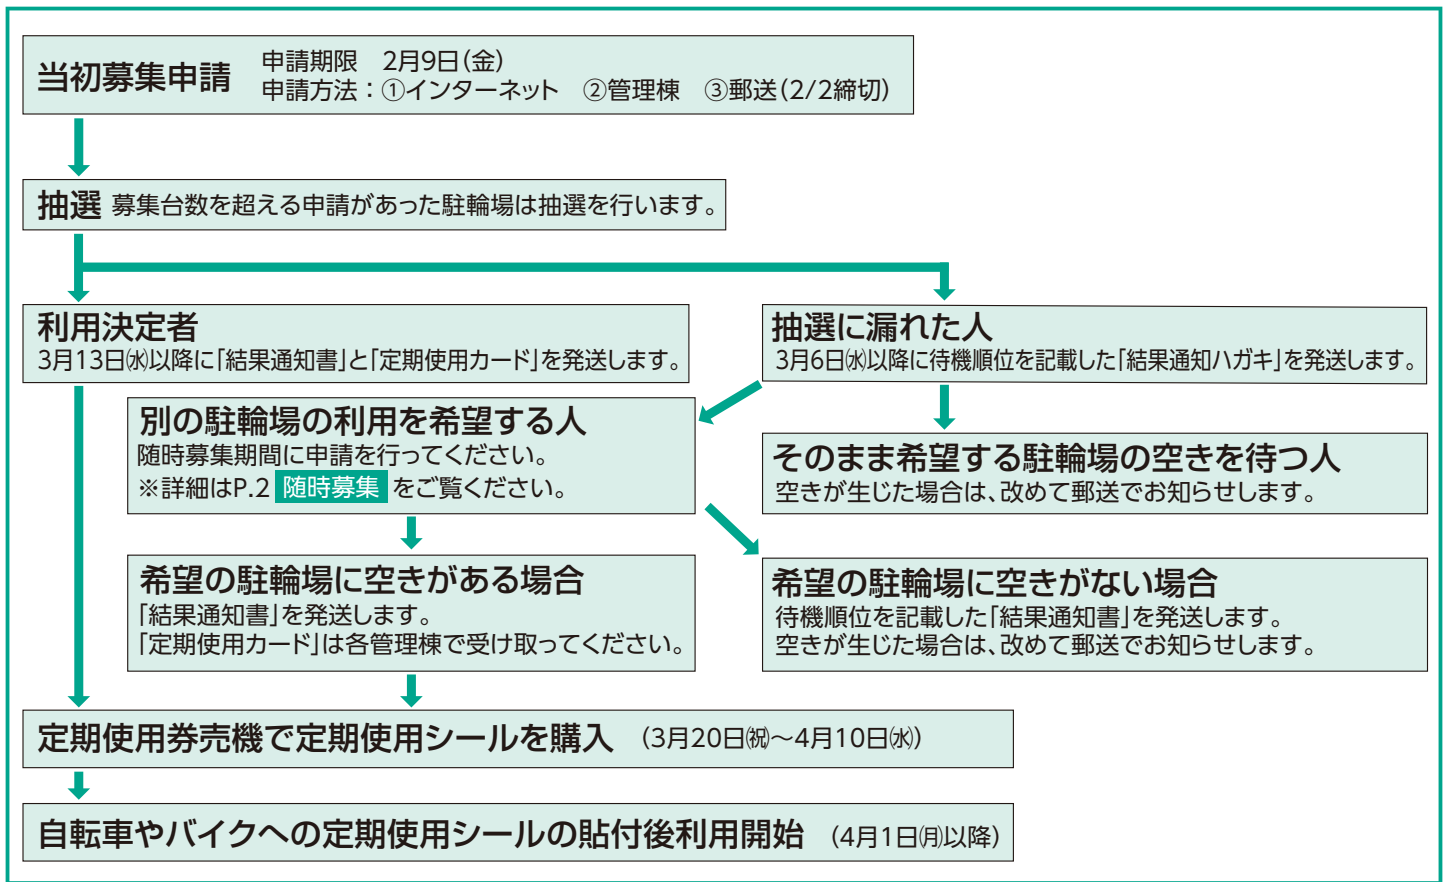 当初募集申請
申請期限　2月9日(金)
申請方法：①インターネット　②管理棟　③郵送(2/2締切)
抽選 募集台数を超える申請があった駐輪場は抽選を行います。
利用決定者
3月13日㈬以降に「結果通知書」と「定期使用カード」を発送します。
抽選に漏れた人
3月6日㈬以降に待機順位を記載した「結果通知ハガキ」を発送します。
別の駐輪場の利用を希望する人
随時募集期間に申請を行ってください。
※詳細はP.2 随時募集 をご覧ください。
そのまま希望する駐輪場の空きを待つ人
空きが生じた場合は、改めて郵送でお知らせします。
希望の駐輪場に空きがある場合
「結果通知書」を発送します。
「定期使用カード」は各管理棟で受け取ってください。
希望の駐輪場に空きがない場合
待機順位を記載した「結果通知書」を発送します。
空きが生じた場合は、改めて郵送でお知らせします。
定期使用券売機で定期使用シールを購入　(3月20日㈷～4月10日㈬)
自転車やバイクへの定期使用シールの貼付後利用開始　(4月1日㈪以降)